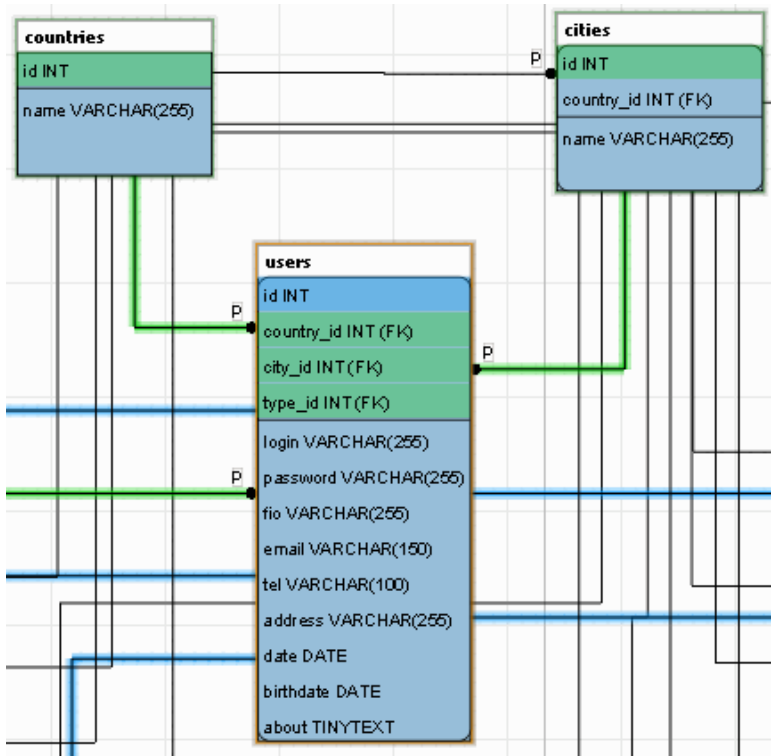 countries
id INT
name VARCHAR(255)
cities
P
id INT
country_id INT (FK)
name VARCHAR(255)
users
id INT
P
country_id INT (FK)
P
city_id INT (FK)
type_id INT (FK)
login VARCHAR(255)
P
password VARCHAR(255)
fio VARCHAR(255)
email VARCHAR(150)
tel VARCHAR(100)
address VARCHAR(255)
date DATE
birthdate DATE
about TINYTEXT